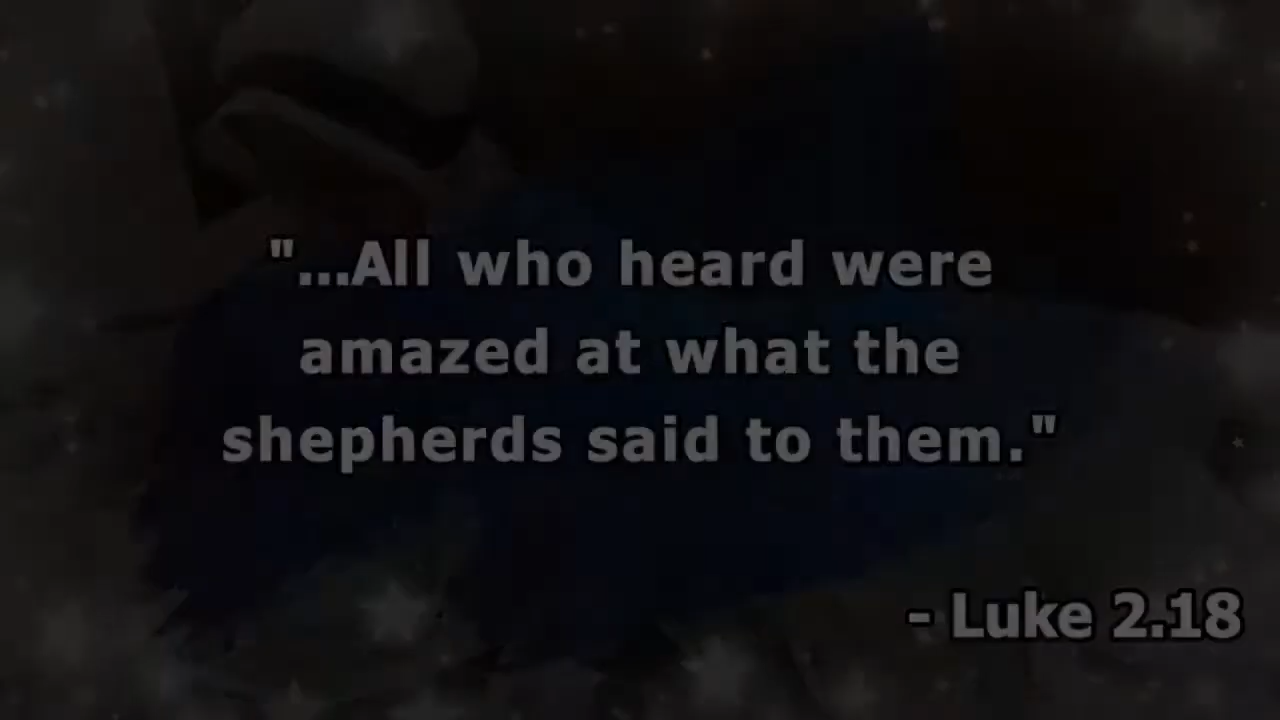 "...All who heard were
amazed at what the
shepherds said to them."
- Luke 2.18